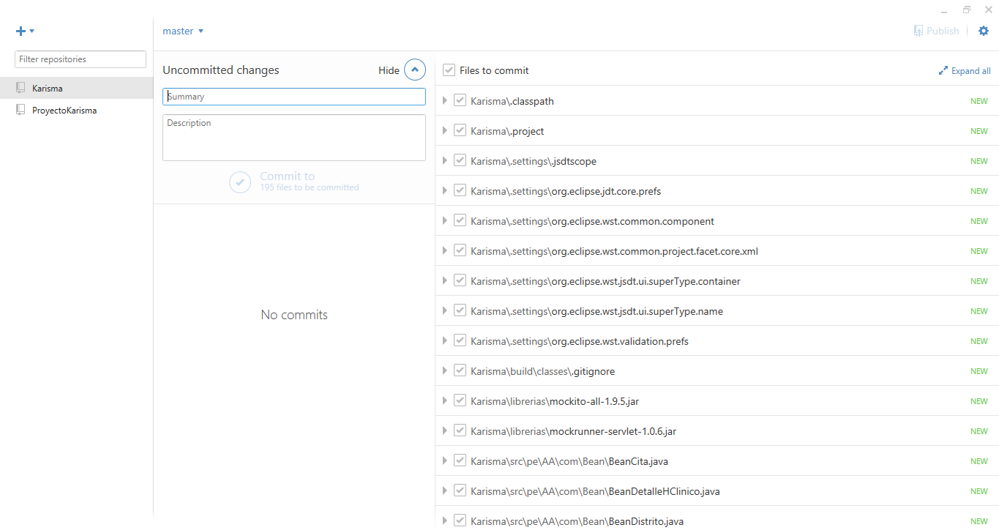 master
Publish
Filter repositories
Karisma
ProyectoKarisma
Uncommitted changes
Hide
Summary
Description
Commit to
195 files to be committed
No commits
Files to commit
Expand all
Karisma\.classpath NEW
Karisma\.project NEW
Karisma\.settings\.jsdtscope NEW
Karisma\.settings\org.eclipse.jdt.core.prefs NEW
Karisma\.settings\org.eclipse.wst.common.component NEW
Karisma\.settings\org.eclipse.wst.common.project.facet.core.xml NEW
Karisma\.settings\org.eclipse.wst.jsdt.ui.superType.container NEW
Karisma\.settings\org.eclipse.wst.jsdt.ui.superType.name NEW
Karisma\.settings\org.eclipse.wst.validation.prefs NEW
Karisma\build\classes\.gitignore NEW
Karisma\librerias\mockito-all-1.9.5.jar NEW
Karisma\librerias\mockrunner-servlet-1.0.6.jar NEW
Karisma\src\pe\AA\com\Bean\BeanCita.java NEW
Karisma\src\pe\AA\com\Bean\BeanDetalleHClinico.java NEW
Karisma\src\pe\AA\com\Bean\BeanDistrito.java NEW